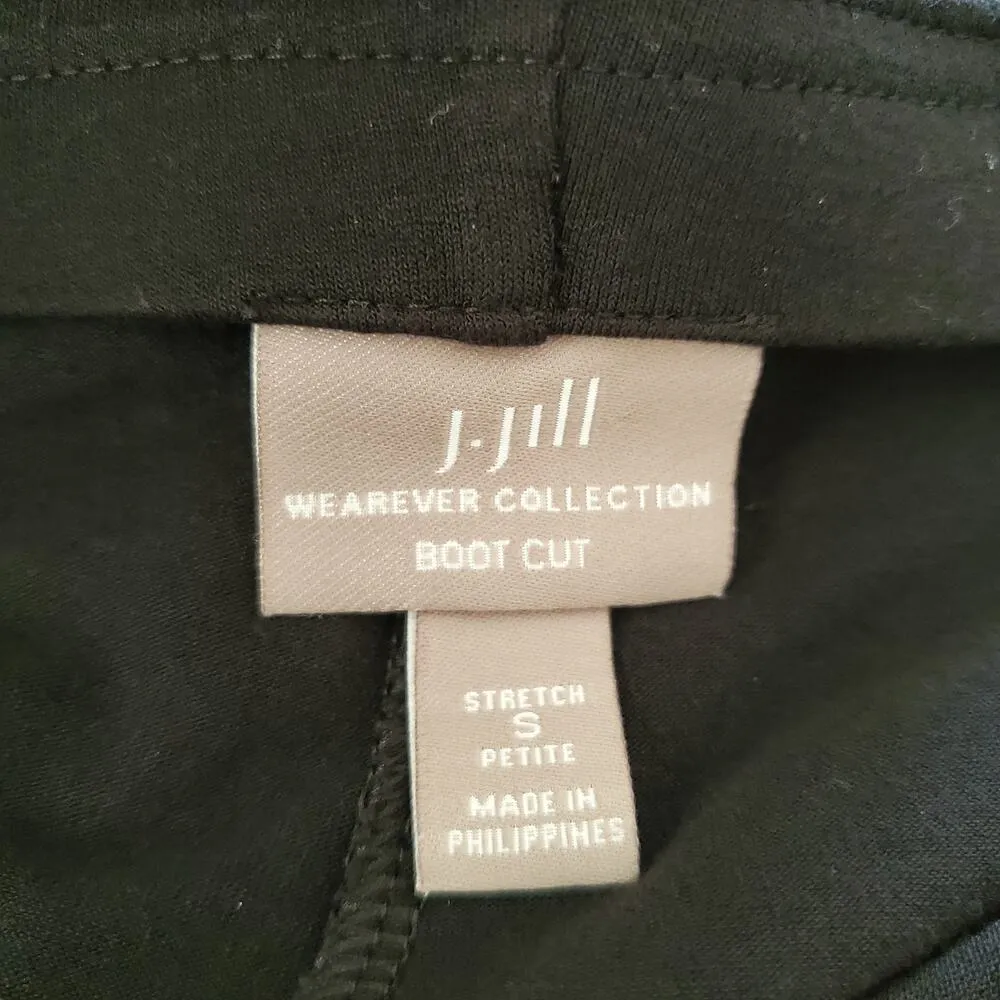 J.Jill
WEAREVER COLLECTION
BOOT CUT
STRETCH
S
PETITE
MADE IN
PHILIPPINES